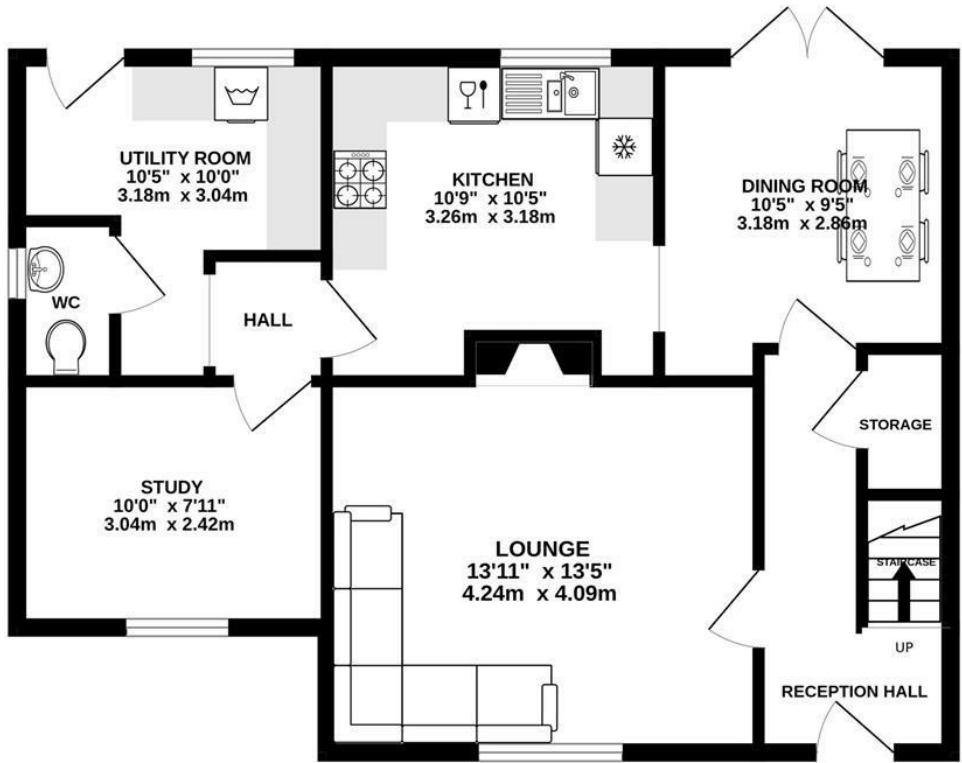 UTILITY ROOM
10'5" x 10'0"
3.18m x 3.04m
KITCHEN
10'9" x 10'5"
3.26m x 3.18m
DINING ROOM
10'5" x 9'5"
3.18m x 2.86m
WC
HALL
STORAGE
STUDY
10'0" x 7'11"
3.04m x 2.42m
LOUNGE
13'11" x 13'5"
4.24m x 4.09m
STAIRCASE
UP
RECEPTION HALL